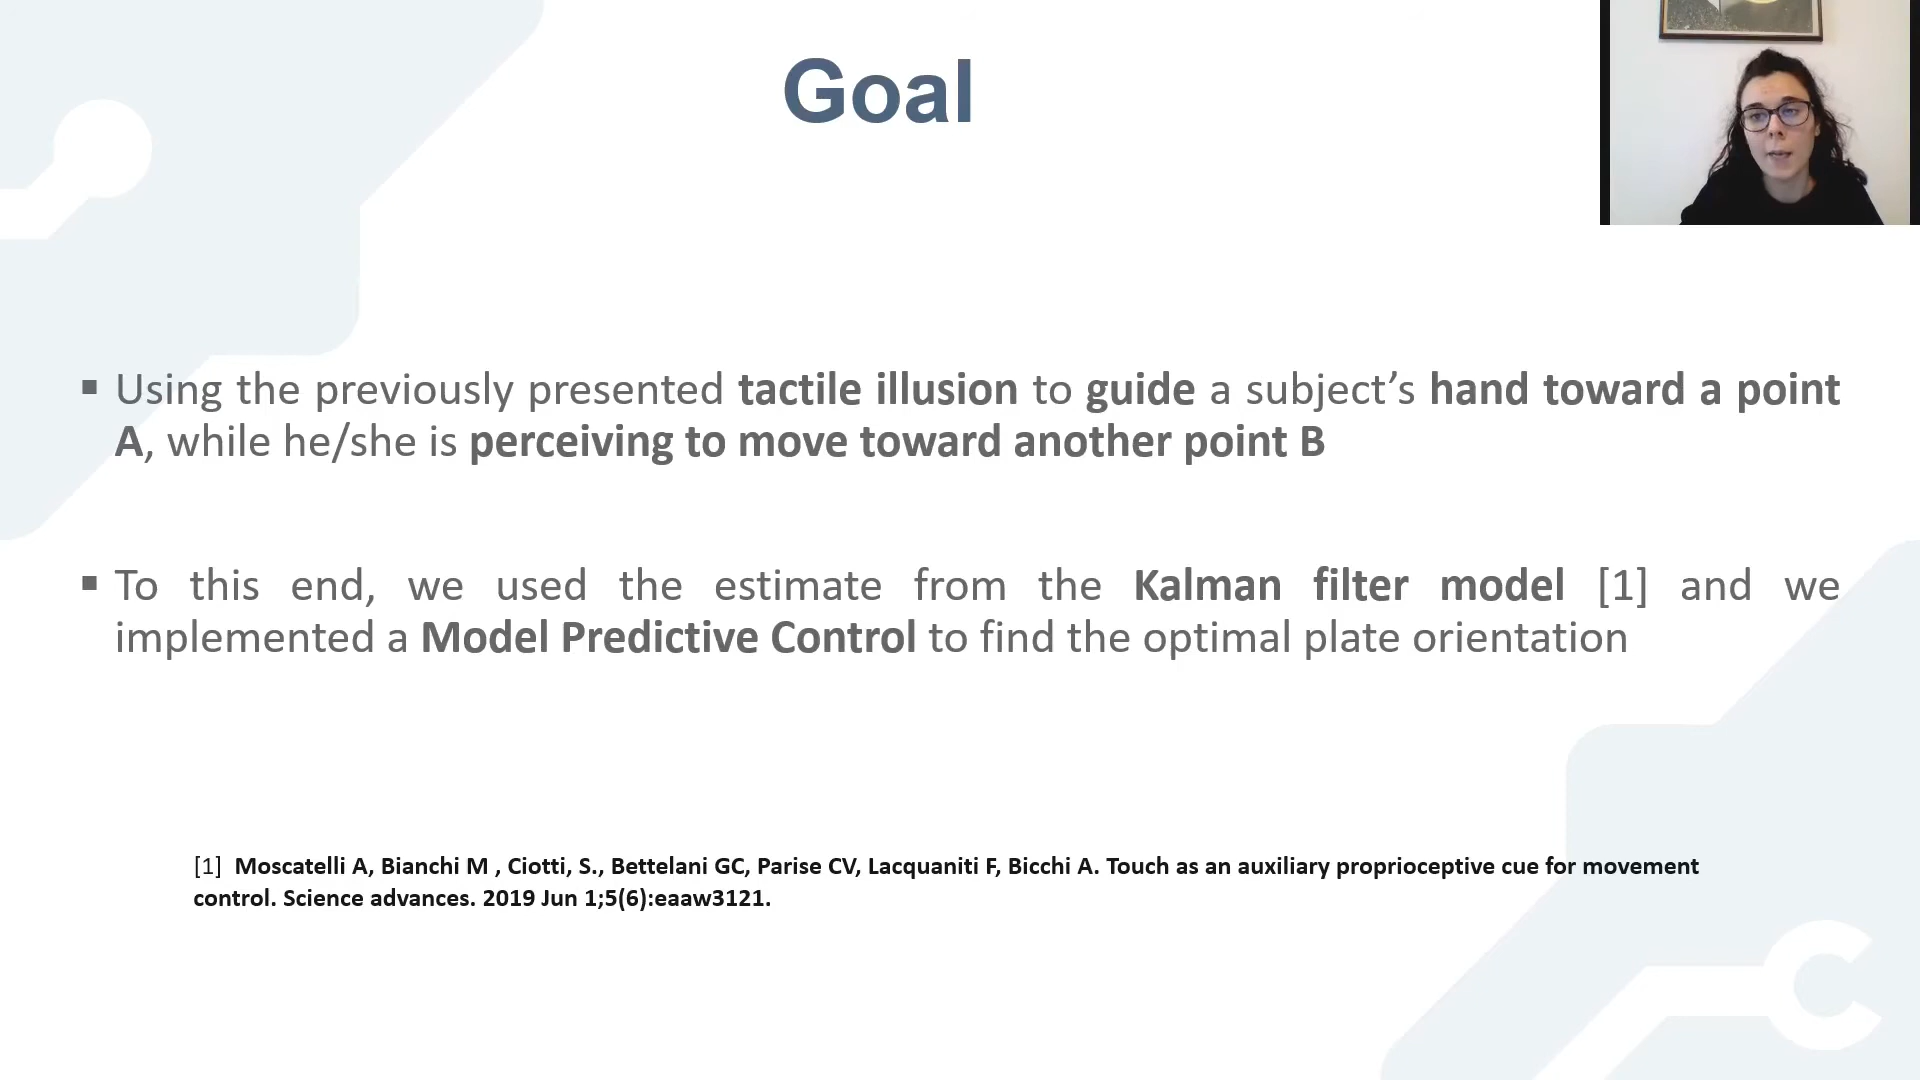 Goal
▪ Using the previously presented tactile illusion to guide a subject’s hand toward a point
A, while he/she is perceiving to move toward another point B
▪ To this end, we used the estimate from the Kalman filter model [1] and we
implemented a Model Predictive Control to find the optimal plate orientation
[1] Moscatelli A, Bianchi M , Ciotti, S., Bettelani GC, Parise CV, Lacquaniti F, Bicchi A. Touch as an auxiliary proprioceptive cue for movement
control. Science advances. 2019 Jun 1;5(6):eaaw3121.